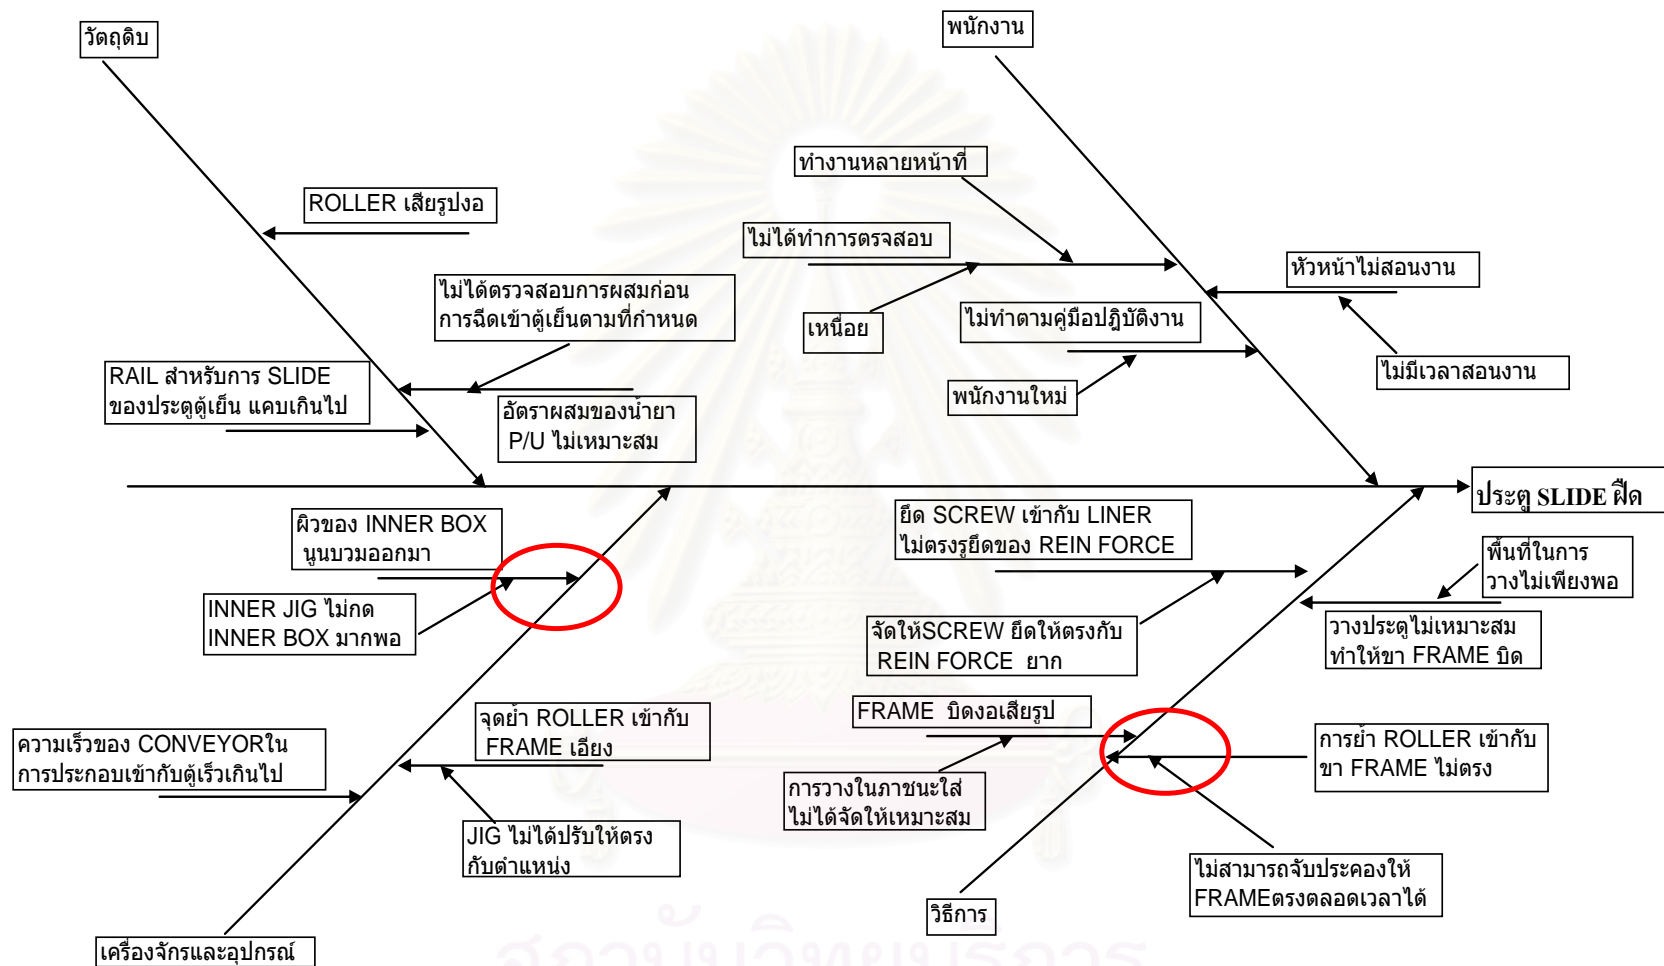 วัตถุดิบ
พนักงาน
ทำงานหลายหน้าที่
ROLLER เสียรูปงอ
ไม่ได้ทำการตรจสอบ
หัวหน้าไม่สอนงาน
ไม่ได้ตรวจสอบการผสมก่อน
การฉีดเข้าตู้เย็นตามที่กำหนด
เหนื่อย
ไม่ทำตามคู่มือปฎิบัติงาน
ไม่มีเวลาสอนงาน
RAIL สำหรับการ SLIDE
ของประตูตู้เย็น แคบเกินไป
พนักงานใหม่
อัตราผสมของน้ำยา
P/U ไม่เหมาะสม
ประตู SLIDE ฝืด
ผิวของ INNER BOX
นูนบวมออกมา
ยึด SCREW เข้ากับ LINER
ไม่ตรงรูยึดของ REIN FORCE
พื้นที่ในการ
วางไม่เพียงพอ
INNER JIG ไม่กด
INNER BOX มากพอ
จัดให้SCREW ยึดให้ตรงกับ
REIN FORCE ยาก
วางประตูไม่เหมาะสม
ทำให้ขา FRAME บิด
จุดย้ำ ROLLER เข้ากับ
FRAME เอียง
FRAME บิดงอเสียรูป
ความเร็วของ CONVEYORใน
การประกอบเข้ากับตู้เร็วเกินไป
การย้ำ ROLLER เข้ากับ
ขา FRAME ไม่ตรง
การวางในภาชนะใส่
ไม่ได้จัดให้เหมาะสม
JIG ไม่ได้ปรับให้ตรง
กับตำแหน่ง
ไม่สามารถจับประคองให้
FRAMEตรงตลอดเวลาได้
วิธีการ
เครื่องจักรและอุปกรณ์
สถาบันวิทยบริการ